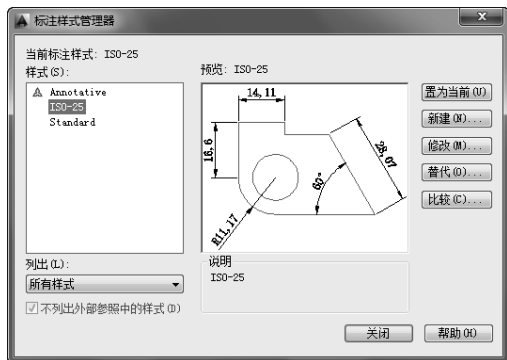 标注样式管理器
当前标注样式: ISO-25
样式(S):
Annotative
ISO-25
Standard
预览: ISO-25
14,11
16,6
28,07
60°
R11,17
置为当前(U)
新建(N)...
修改(M)...
替代(O)...
比较(C)...
列出(L):
所有样式
不列出外部参照中的样式(D)
说明
ISO-25
关闭
帮助(H)